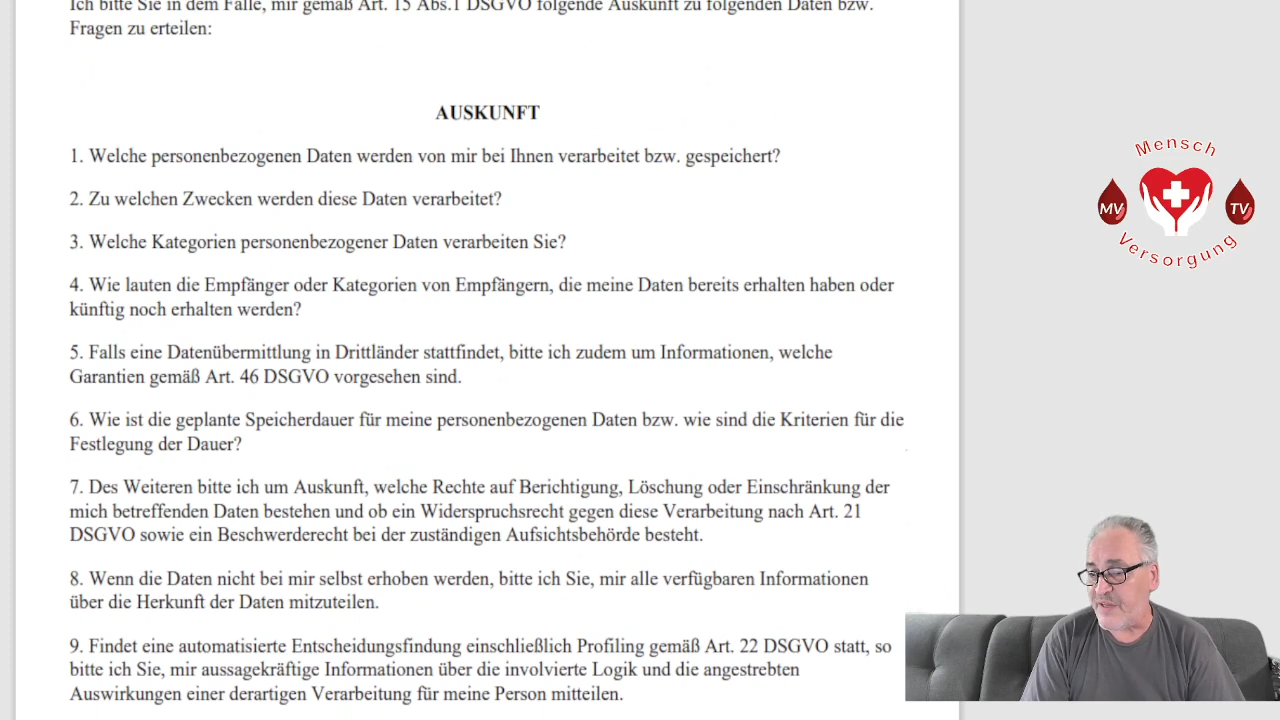 Ich bitte Sie in dem Falle, mir gemäß Art. 15 Abs.1 DSGVO folgende Auskunft zu folgenden Daten bzw.
Fragen zu erteilen:
AUSKUNFT
1. Welche personenbezogenen Daten werden von mir bei Ihnen verarbeitet bzw. gespeichert?
2. Zu welchen Zwecken werden diese Daten verarbeitet?
3. Welche Kategorien personenbezogener Daten verarbeiten Sie?
4. Wie lauten die Empfänger oder Kategorien von Empfängern, die meine Daten bereits erhalten haben oder
künftig noch erhalten werden?
5. Falls eine Datenübermittlung in Drittländer stattfindet, bitte ich zudem um Informationen, welche
Garantien gemäß Art. 46 DSGVO vorgesehen sind.
6. Wie ist die geplante Speicherdauer für meine personenbezogenen Daten bzw. wie sind die Kriterien für die
Festlegung der Dauer?
7. Des Weiteren bitte ich um Auskunft, welche Rechte auf Berichtigung, Löschung oder Einschränkung der
mich betreffenden Daten bestehen und ob ein Widerspruchsrecht gegen diese Verarbeitung nach Art. 21
DSGVO sowie ein Beschwerderecht bei der zuständigen Aufsichtsbehörde besteht.
8. Wenn die Daten nicht bei mir selbst erhoben werden, bitte ich Sie, mir alle verfügbaren Informationen
über die Herkunft der Daten mitzuteilen.
9. Findet eine automatisierte Entscheidungsfindung einschließlich Profiling gemäß Art. 22 DSGVO statt, so
bitte ich Sie, mir aussagekräftige Informationen über die involvierte Logik und die angestrebten
Auswirkungen einer derartigen Verarbeitung für meine Person mitteilen.
Mensch
MV TV
Versorgung